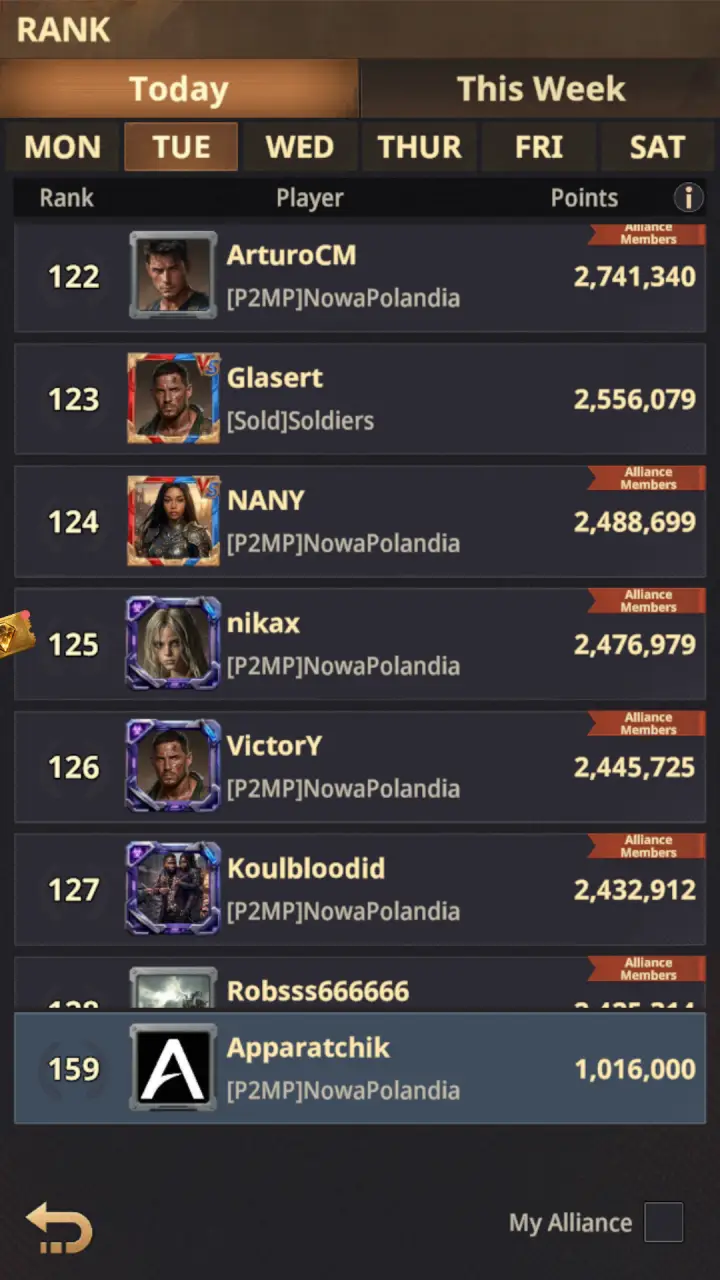 RANK
Today This Week
MON TUE WED THUR FRI SAT
Rank Player Points i
Alliance
Members
122 ArturoCM 2,741,340
[P2MP]NowaPolandia
123 Glasert 2,556,079
[Sold]Soldiers
VS
Alliance
Members
124 NANY 2,488,699
[P2MP]NowaPolandia
VS
Alliance
Members
125 nikax 2,476,979
[P2MP]NowaPolandia
Alliance
Members
126 VictorY 2,445,725
[P2MP]NowaPolandia
Alliance
Members
127 Koulbloodid 2,432,912
[P2MP]NowaPolandia
Alliance
Members
Robsss666666
159 Apparatchik 1,016,000
[P2MP]NowaPolandia
My Alliance